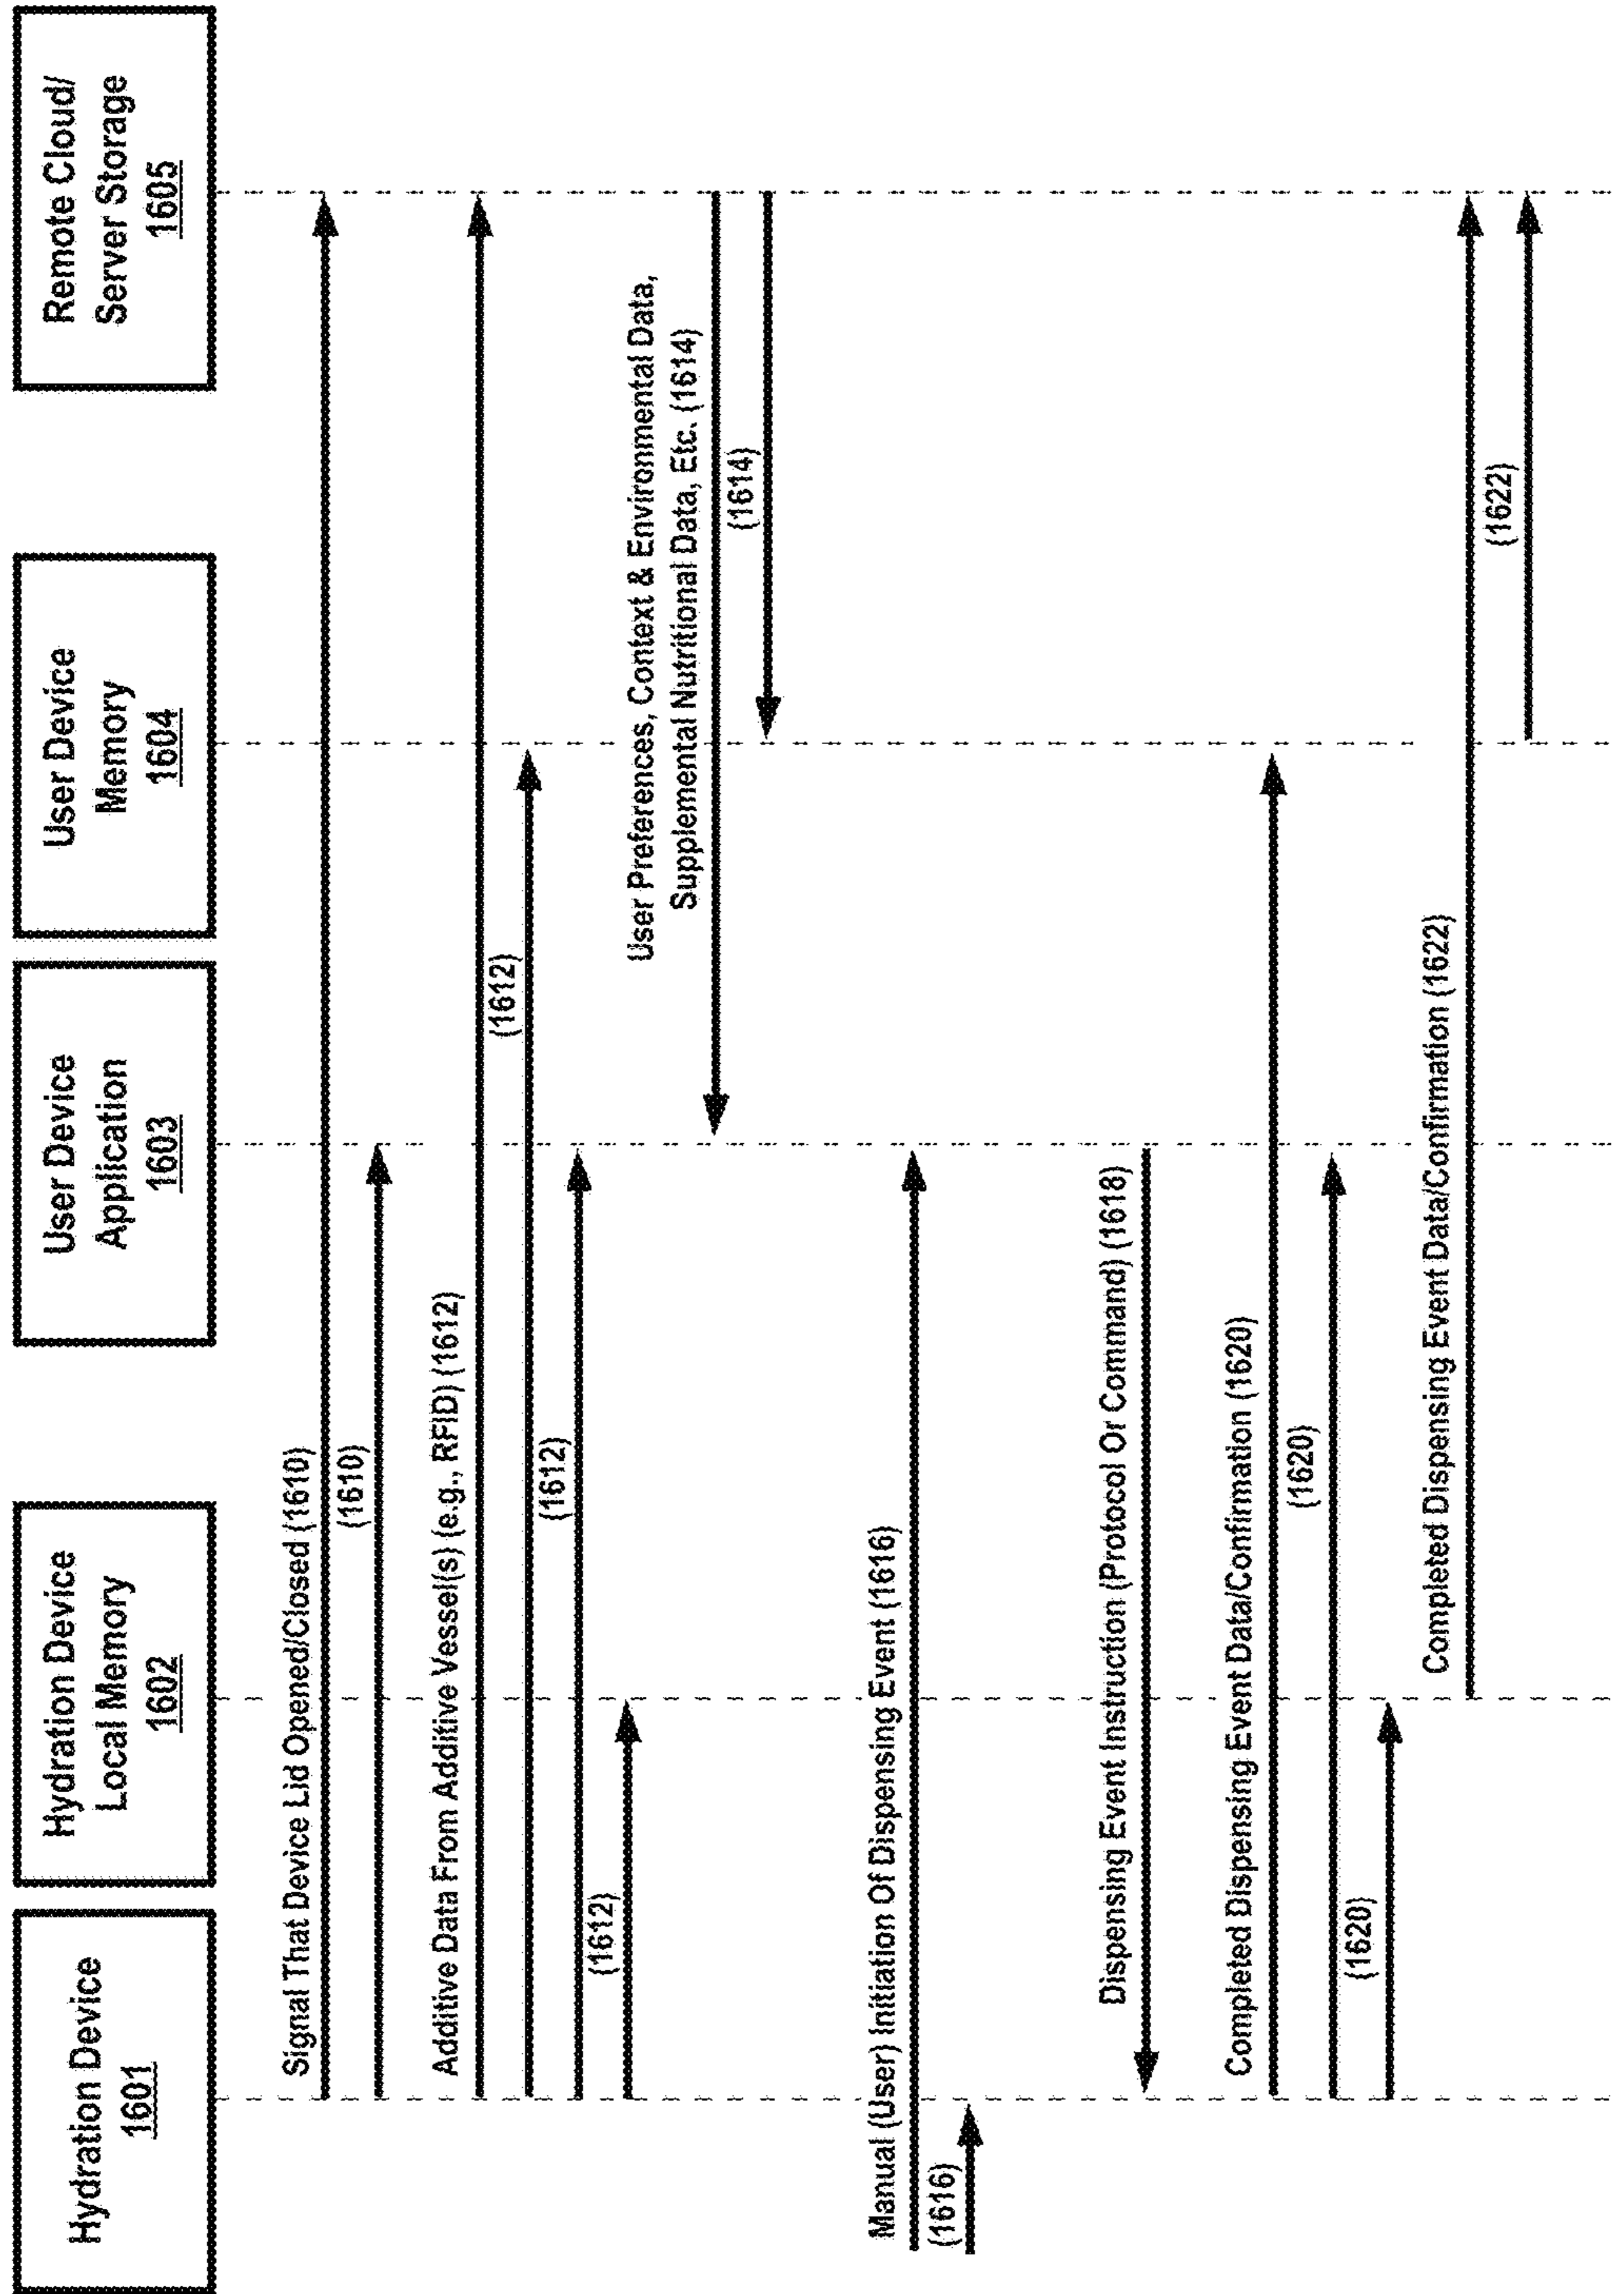 Hydration Device
1601
Hydration Device
Local Memory
1602
User Device
Application
1603
User Device
Memory
1604
Remote Cloud/
Server Storage
1605
Signal That Device Lid Opened/Closed (1610)
(1610)
Additive Data From Additive Vessel(s) (e.g., RFID) (1612)
(1612)
(1612)
(1612)
User Preferences, Context & Environmental Data,
Supplemental Nutritional Data, Etc. (1614)
(1614)
Manual (User) Initiation Of Dispensing Event (1616)
(1616)
Dispensing Event Instruction (Protocol Or Command) (1618)
Completed Dispensing Event Data/Confirmation (1620)
(1620)
(1620)
Completed Dispensing Event Data/Confirmation (1622)
(1622)